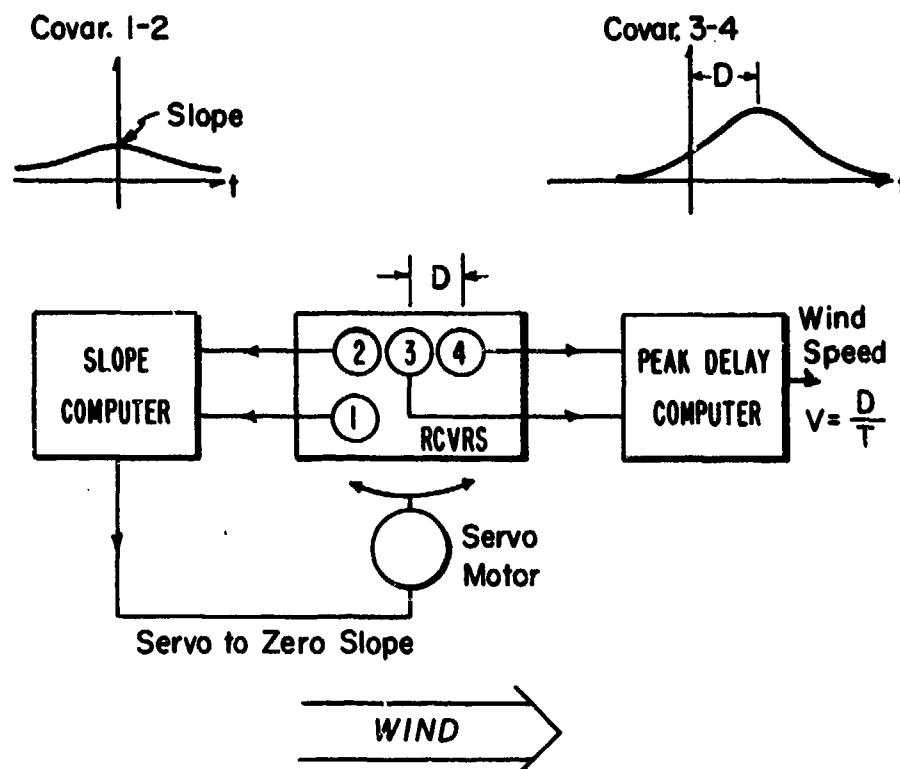 Covar. 1-2
Slope
t
Covar. 3-4
D
t
D
SLOPE
COMPUTER
2 3 4
1
RCVRS
PEAK DELAY
COMPUTER
Wind
Speed
V = D/T
Servo
Motor
Servo to Zero Slope
WIND